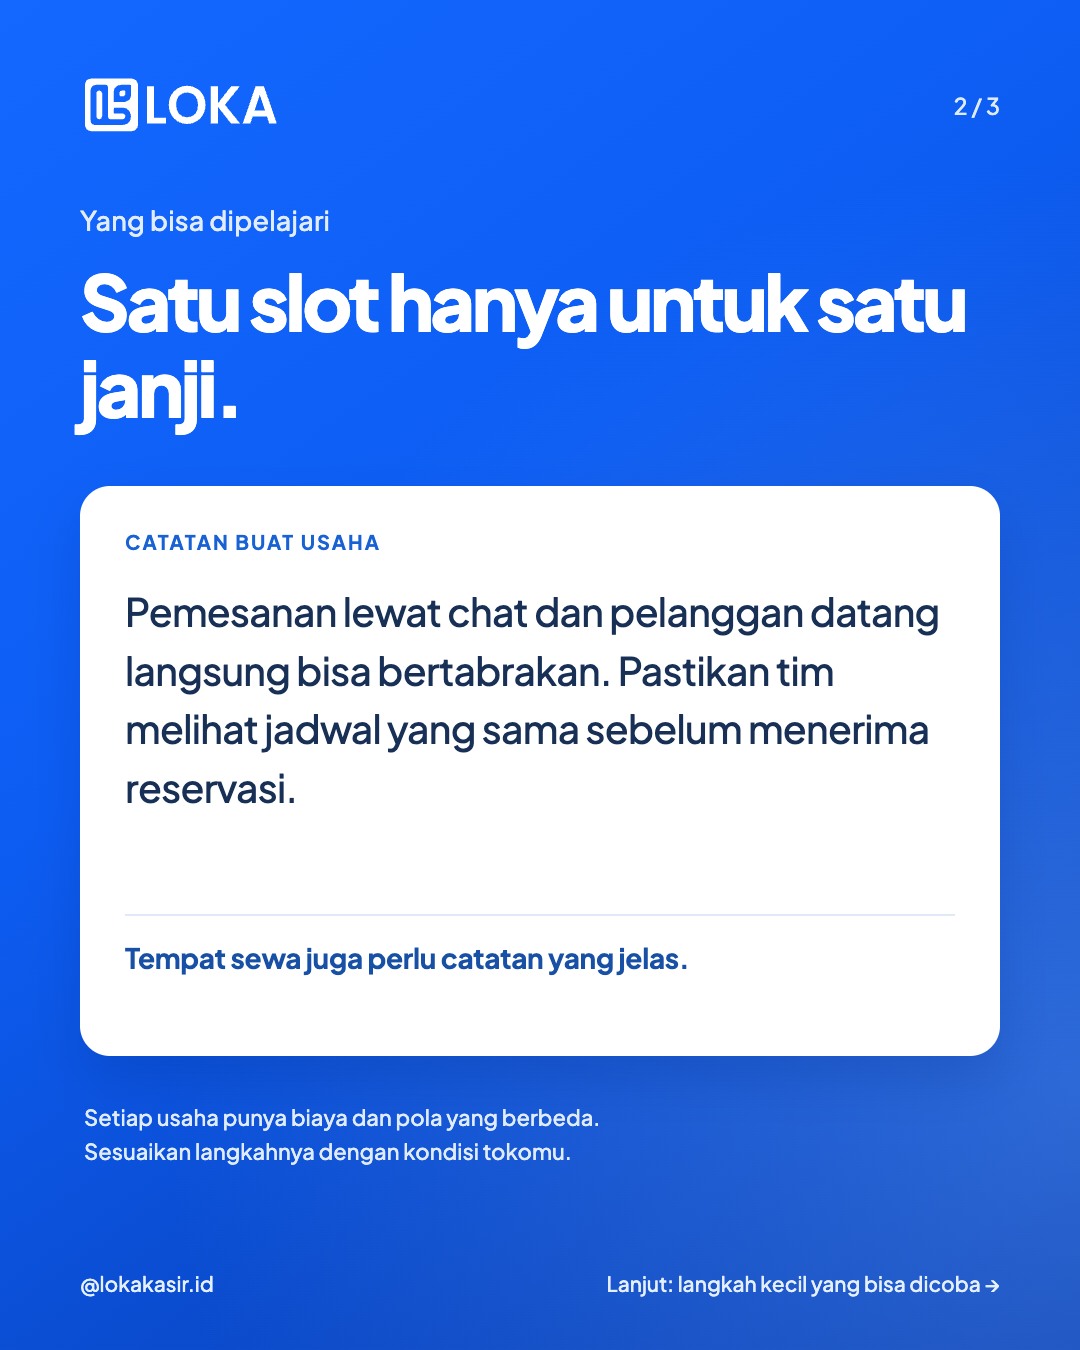 LOKA
2 / 3
Yang bisa dipelajari
Satu slot hanya untuk satu
janji.
CATATAN BUAT USAHA
Pemesanan lewat chat dan pelanggan datang
langsung bisa bertabrakan. Pastikan tim
melihat jadwal yang sama sebelum menerima
reservasi.
Tempat sewa juga perlu catatan yang jelas.
Setiap usaha punya biaya dan pola yang berbeda.
Sesuaikan langkahnya dengan kondisi tokomu.
@lokakasir.id
Lanjut: langkah kecil yang bisa dicoba →